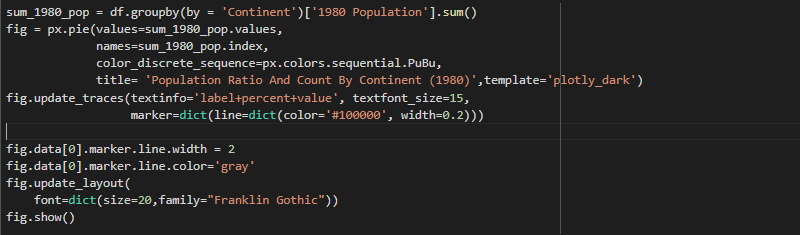 sum_1980_pop = df.groupby(by = 'Continent')['1980 Population'].sum()
fig = px.pie(values=sum_1980_pop.values,
             names=sum_1980_pop.index,
             color_discrete_sequence=px.colors.sequential.PuBu,
             title= 'Population Ratio And Count By Continent (1980)',template='plotly_dark')
fig.update_traces(textinfo='label+percent+value', textfont_size=15,
                  marker=dict(line=dict(color='#100000', width=0.2)))

fig.data[0].marker.line.width = 2
fig.data[0].marker.line.color='gray'
fig.update_layout(
    font=dict(size=20,family="Franklin Gothic"))
fig.show()